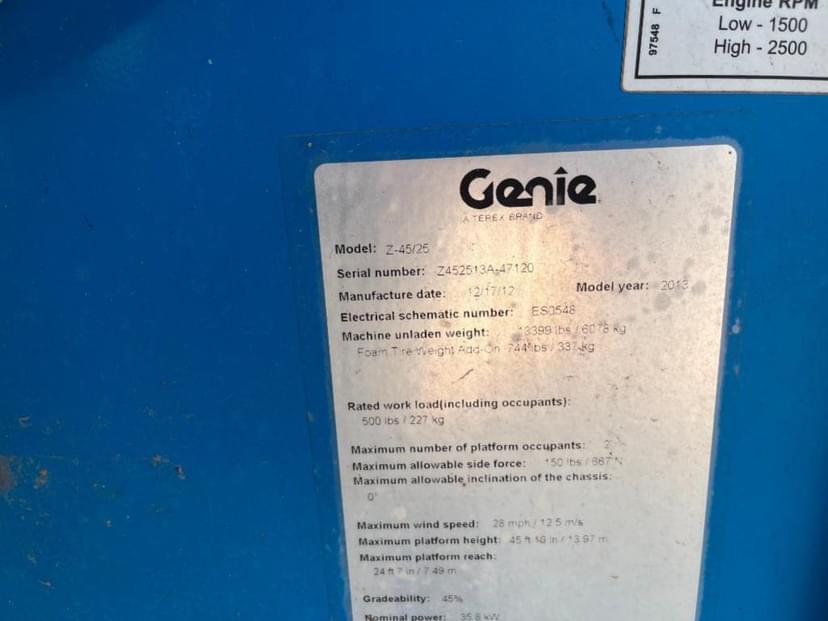 Engine RPM
Low - 1500
High - 2500
97548 F
Genie
A TEREX BRAND
Model: Z-45/25
Serial number: Z452513A-47120
Manufacture date: 12/17/12 Model year: 2013
Electrical schematic number: ES0548
Machine unladen weight: 13399 lbs / 6078 kg
Foam Tire Weight Add-On 744 lbs / 337 kg
Rated work load(including occupants):
500 lbs / 227 kg
Maximum number of platform occupants: 2
Maximum allowable side force: 150 lbs / 667 N
Maximum allowable inclination of the chassis:
0°
Maximum wind speed: 28 mph / 12.5 m/s
Maximum platform height: 45 ft 10 in / 13.97 m
Maximum platform reach:
24 ft 7 in / 7.49 m
Gradeability: 45%
Nominal power: 35.8 kW